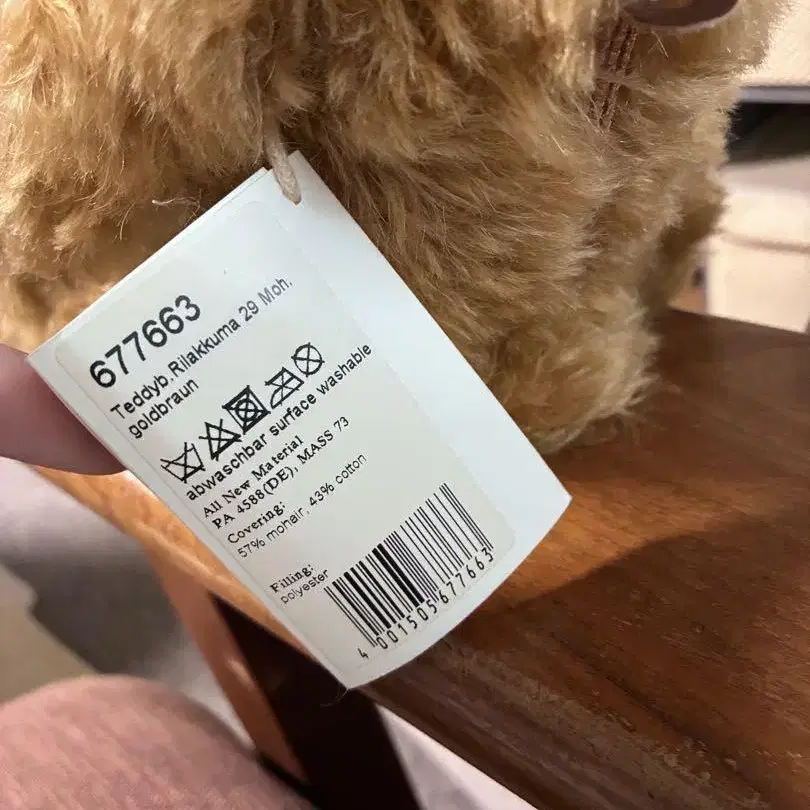 677663
Teddyb.Rilakkuma 29 Moh.
goldbraun
abwaschbar surface washable
All New Material
PA 4588(DE), MASS 73
Covering:
57% mohair, 43% cotton
Filling:
polyester
4 001505 677663